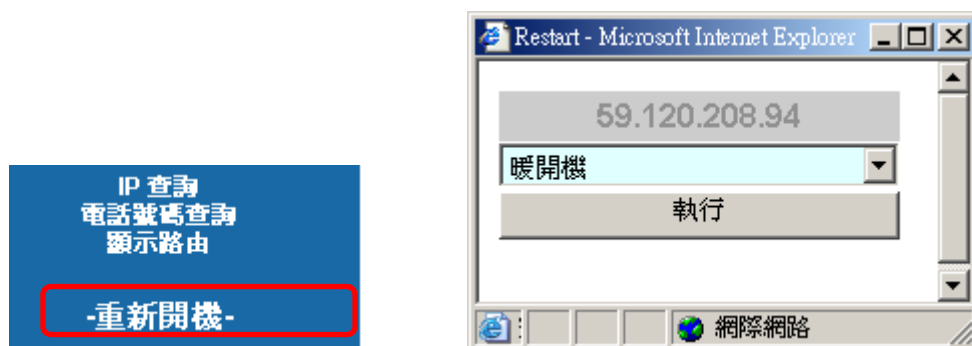 IP 查詢
電話號碼查詢
顯示路由
-重新開機-
Restart - Microsoft Internet Explorer
59.120.208.94
暖開機
執行
網際網路